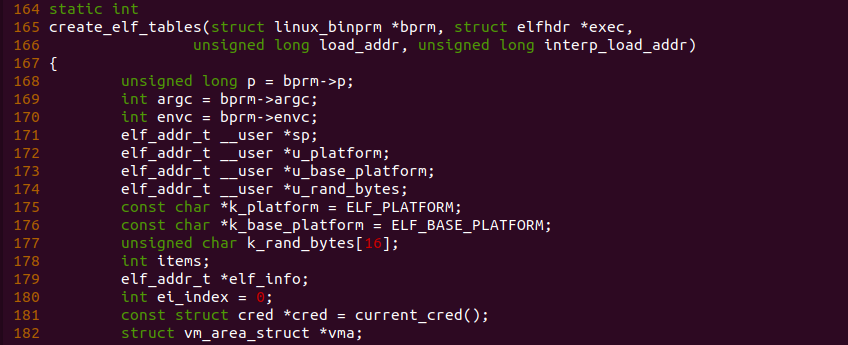 164 static int
165 create_elf_tables(struct linux_binprm *bprm, struct elfhdr *exec,
166                 unsigned long load_addr, unsigned long interp_load_addr)
167 {
168         unsigned long p = bprm->p;
169         int argc = bprm->argc;
170         int envc = bprm->envc;
171         elf_addr_t __user *sp;
172         elf_addr_t __user *u_platform;
173         elf_addr_t __user *u_base_platform;
174         elf_addr_t __user *u_rand_bytes;
175         const char *k_platform = ELF_PLATFORM;
176         const char *k_base_platform = ELF_BASE_PLATFORM;
177         unsigned char k_rand_bytes[16];
178         int items;
179         elf_addr_t *elf_info;
180         int ei_index = 0;
181         const struct cred *cred = current_cred();
182         struct vm_area_struct *vma;